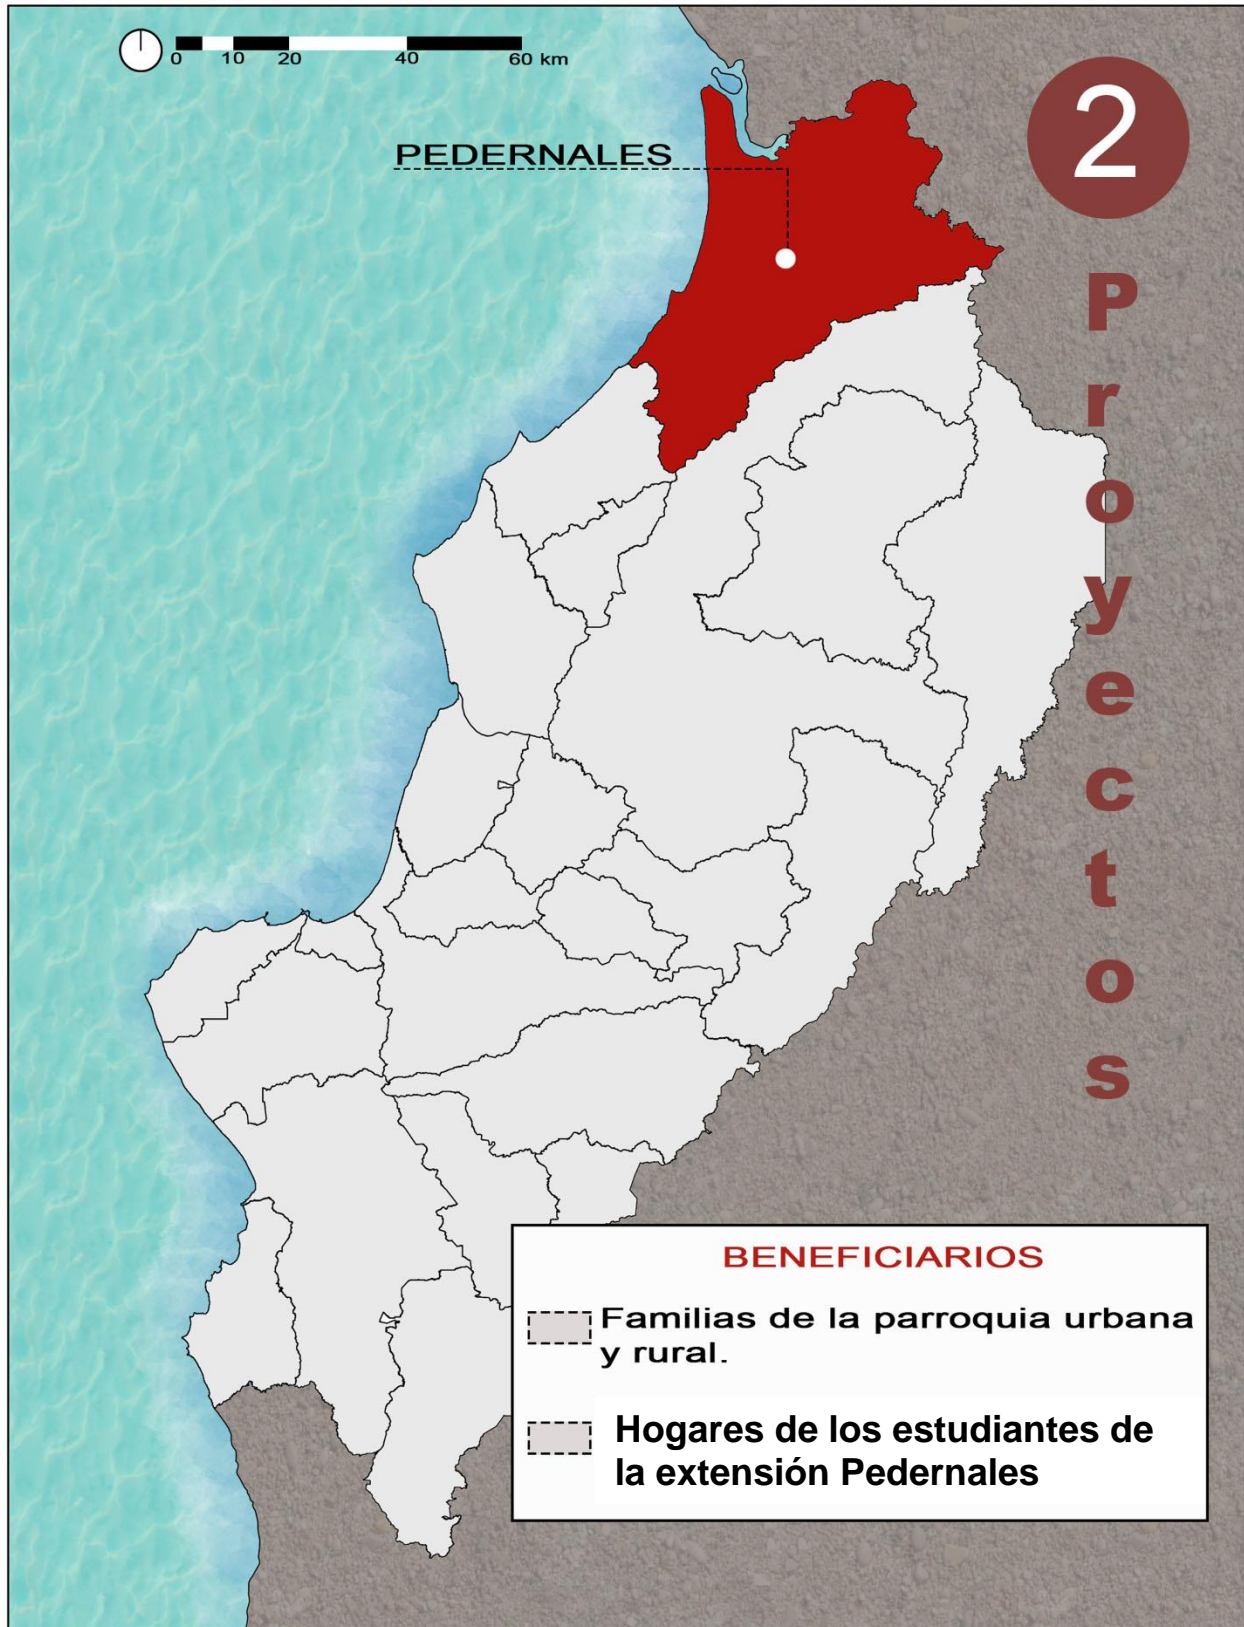 0 10 20 40 60 km
PEDERNALES
2
Proyectos
BENEFICIARIOS
Familias de la parroquia urbana
y rural.
Hogares de los estudiantes de
la extensión Pedernales